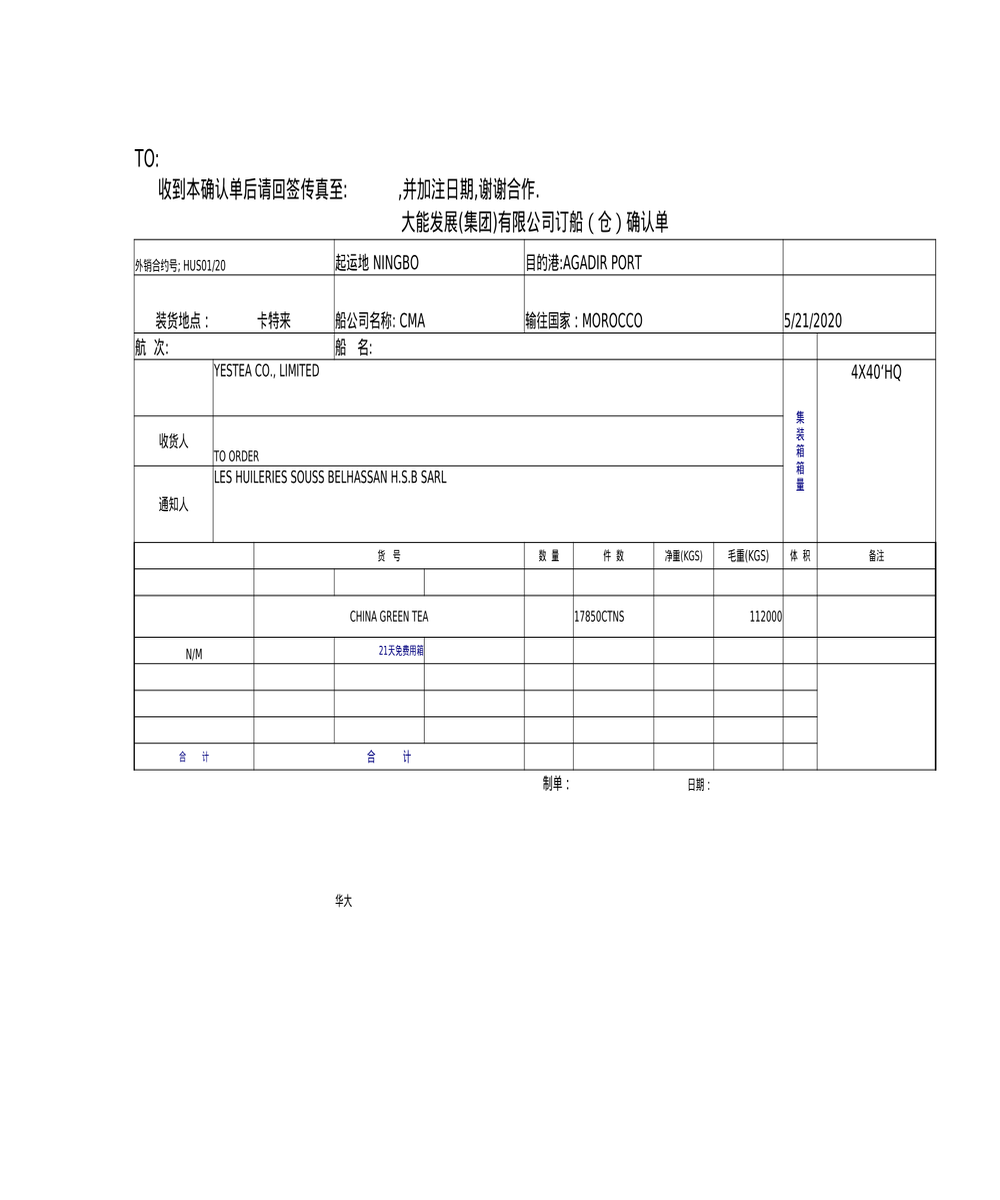 TO:
收到本确认单后请回签传真至: ,并加注日期,谢谢合作.
大能发展(集团)有限公司订船（仓）确认单
外销合约号; HUS01/20 起运地 NINGBO 目的港:AGADIR PORT
装货地点： 卡特来 船公司名称: CMA 输往国家：MOROCCO 5/21/2020
航 次: 船 名:
YESTEA CO., LIMITED 集装箱箱量 4X40'HQ
收货人 TO ORDER
通知人 LES HUILERIES SOUSS BELHASSAN H.S.B SARL
货 号 数 量 件 数 净重(KGS) 毛重(KGS) 体 积 备注
CHINA GREEN TEA 17850CTNS 112000
N/M 21天免费用箱
合 计 合 计
制单： 日期：
华大